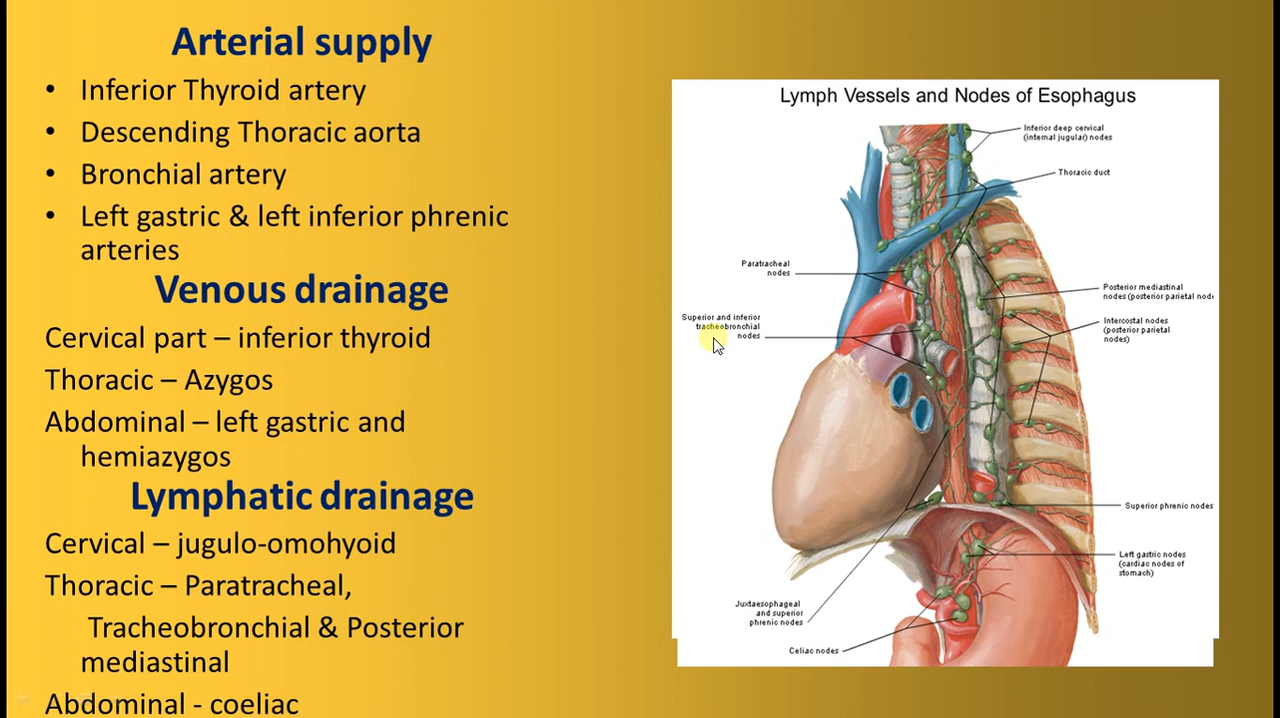 Arterial supply
• Inferior Thyroid artery
• Descending Thoracic aorta
• Bronchial artery
• Left gastric & left inferior phrenic
arteries
Venous drainage
Cervical part – inferior thyroid
Thoracic – Azygos
Abdominal – left gastric and
hemiazygos
Lymphatic drainage
Cervical – jugulo-omohyoid
Thoracic – Paratracheal,
Tracheobronchial & Posterior
mediastinal
Abdominal - coeliac
Lymph Vessels and Nodes of Esophagus
Inferior deep cervical
(internal jugular) nodes
Thoracic duct
Paratracheal
nodes
Posterior mediastinal
nodes (posterior parietal node
Superior and inferior
tracheobronchial
nodes
Intercostal nodes
(posterior parietal
nodes)
Superior phrenic nodes
Left gastric nodes
(cardiac nodes of
stomach)
Juxtaesophageal
and superior
phrenic nodes
Celiac nodes